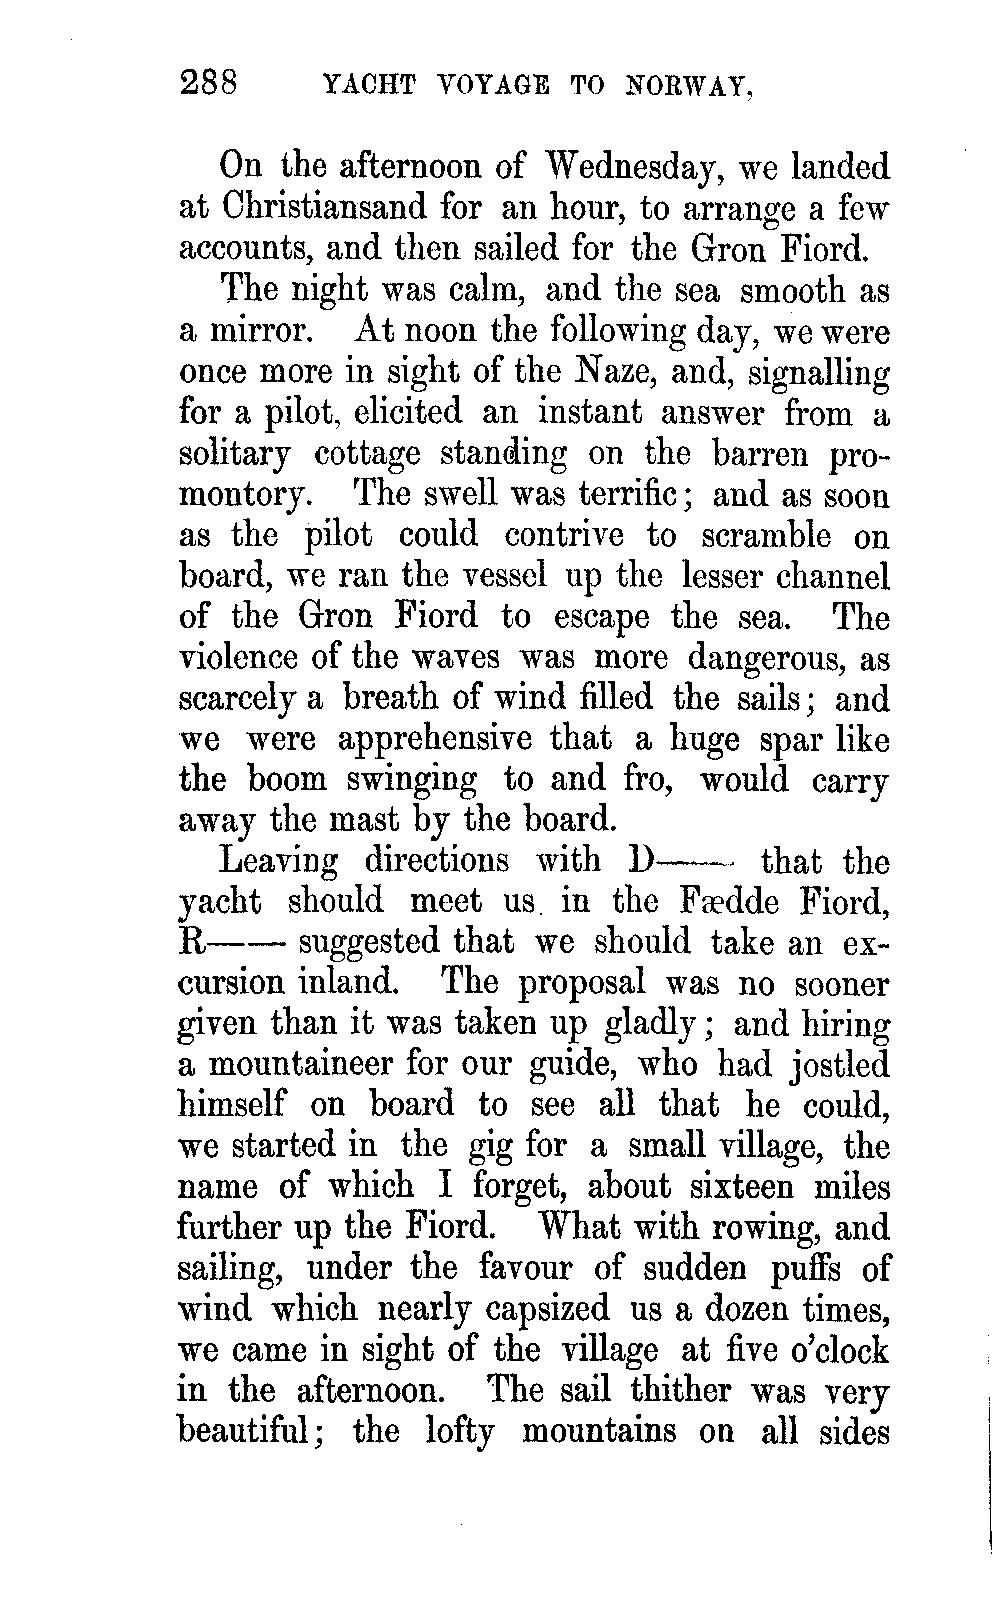 288 YACHT VOYAGE TO NORWAY,
On the afternoon of Wednesday, we landed
at Christiansand for an hour, to arrange a few
accounts, and then sailed for the Gron Fiord.
The night was calm, and the sea smooth as
a mirror. At noon the following day, we were
once more in sight of the Naze, and, signalling
for a pilot, elicited an instant answer from a
solitary cottage standing on the barren pro-
montory. The swell was terrific; and as soon
as the pilot could contrive to scramble on
board, we ran the vessel up the lesser channel
of the Gron Fiord to escape the sea. The
violence of the waves was more dangerous, as
scarcely a breath of wind filled the sails; and
we were apprehensive that a huge spar like
the boom swinging to and fro, would carry
away the mast by the board.
Leaving directions with D—— that the
yacht should meet us in the Fædde Fiord,
R—— suggested that we should take an ex-
cursion inland. The proposal was no sooner
given than it was taken up gladly; and hiring
a mountaineer for our guide, who had jostled
himself on board to see all that he could,
we started in the gig for a small village, the
name of which I forget, about sixteen miles
further up the Fiord. What with rowing, and
sailing, under the favour of sudden puffs of
wind which nearly capsized us a dozen times,
we came in sight of the village at five o'clock
in the afternoon. The sail thither was very
beautiful; the lofty mountains on all sides